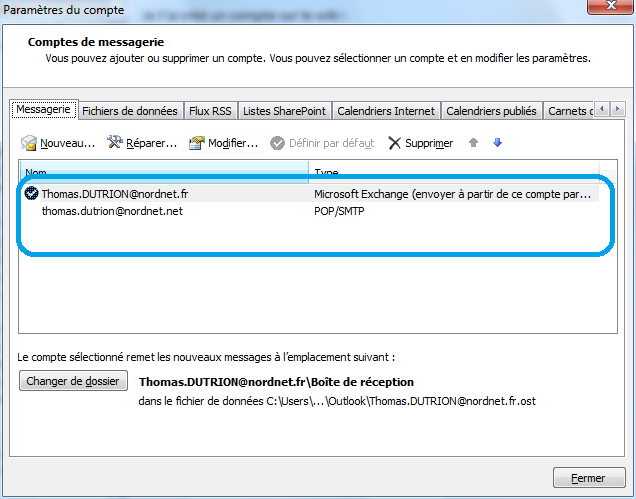 Paramètres du compte
Comptes de messagerie
Vous pouvez ajouter ou supprimer un compte. Vous pouvez sélectionner un compte et en modifier les paramètres.
Messagerie Fichiers de données Flux RSS Listes SharePoint Calendriers Internet Calendriers publiés Carnets
Nouveau... Réparer... Modifier... Définir par défaut Supprimer
Nom Type
Thomas.DUTRION@nordnet.fr Microsoft Exchange (envoyer à partir de ce compte par...
thomas.dutrion@nordnet.net POP/SMTP
Le compte sélectionné remet les nouveaux messages à l'emplacement suivant :
Changer de dossier Thomas.DUTRION@nordnet.fr\Boîte de réception
dans le fichier de données C:\Users\...\Outlook\Thomas.DUTRION@nordnet.fr.ost
Fermer